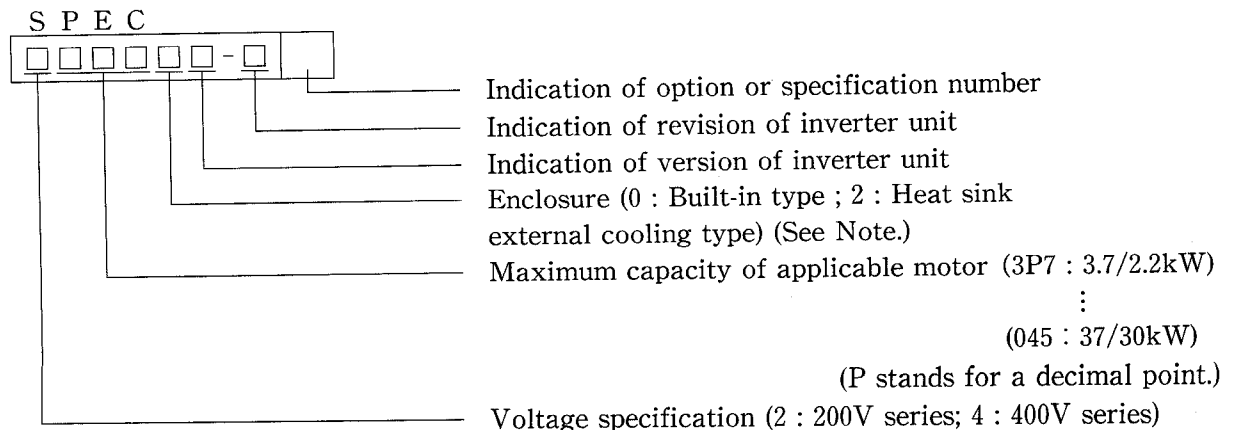 S P E C
□□□□□□-□
Indication of option or specification number
Indication of revision of inverter unit
Indication of version of inverter unit
Enclosure (0 : Built-in type ; 2 : Heat sink
external cooling type) (See Note.)
Maximum capacity of applicable motor (3P7 : 3.7/2.2kW)
⋮
(045 : 37/30kW)
(P stands for a decimal point.)
Voltage specification (2 : 200V series; 4 : 400V series)